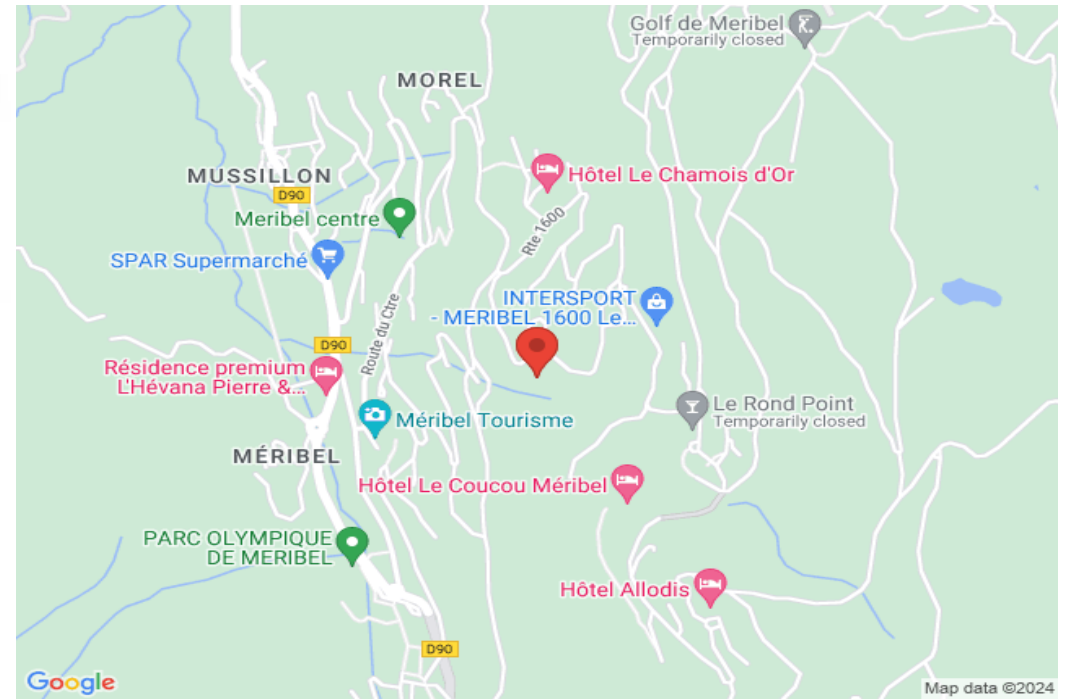 Golf de Meribel
Temporarily closed
MOREL
Hôtel Le Chamois d'Or
MUSSILLON
D90
Meribel centre
Rte 1600
SPAR Supermarché
INTERSPORT
- MERIBEL 1600 Le...
Route du Ctre
D90
Résidence premium
L'Hévana Pierre &...
Le Rond Point
Temporarily closed
Méribel Tourisme
MÉRIBEL
Hôtel Le Coucou Méribel
PARC OLYMPIQUE
DE MERIBEL
Hôtel Allodis
D90
Google
Map data ©2024